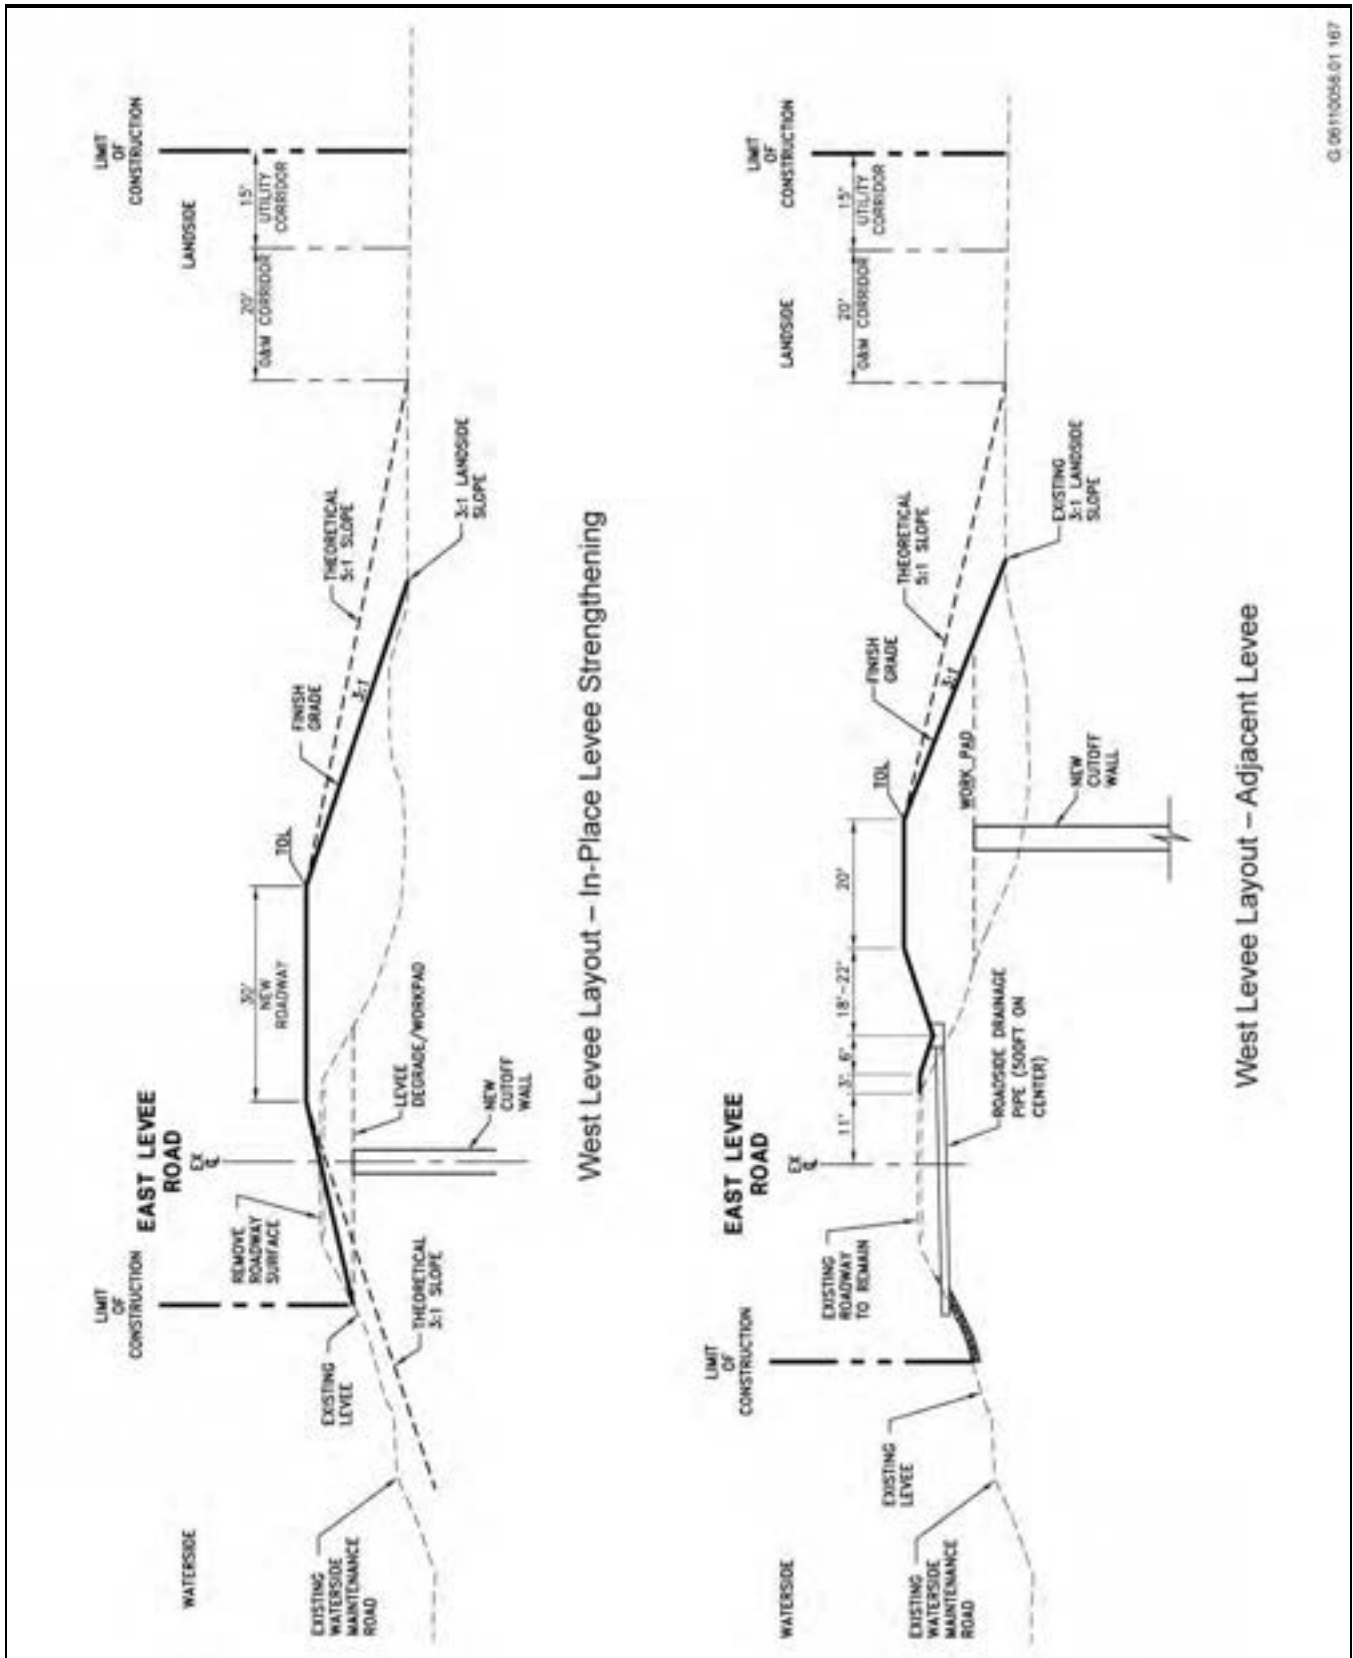 LIMIT
OF
CONSTRUCTION
LANDSIDE
15'
UTILITY
CORRIDOR
20'
O&M CORRIDOR
THEORETICAL
5:1 SLOPE
3:1 LANDSIDE
SLOPE
FINISH
GRADE
3:1
TOL
30'
NEW
ROADWAY
LEVEE
DEGRADE/WORKPAD
NEW
CUTOFF
WALL
EAST LEVEE
ROAD
EX
℄
REMOVE
ROADWAY
SURFACE
LIMIT
OF
CONSTRUCTION
THEORETICAL
3:1 SLOPE
EXISTING
LEVEE
EXISTING
WATERSIDE
MAINTENANCE
ROAD
WATERSIDE
West Levee Layout – In-Place Levee Strengthening
LIMIT
OF
CONSTRUCTION
LANDSIDE
15'
UTILITY
CORRIDOR
20'
O&M CORRIDOR
THEORETICAL
5:1 SLOPE
EXISTING
3:1 LANDSIDE
SLOPE
FINISH
GRADE
3:1
TOL
WORK PAD
NEW
CUTOFF
WALL
20'
18'-22'
6'
3'
11'
ROADSIDE DRAINAGE
PIPE (500FT ON
CENTER)
EAST LEVEE
ROAD
EX
℄
EXISTING
ROADWAY
TO REMAIN
LIMIT
OF
CONSTRUCTION
EXISTING
LEVEE
EXISTING
WATERSIDE
MAINTENANCE
ROAD
WATERSIDE
West Levee Layout – Adjacent Levee
G 06110058.01 167